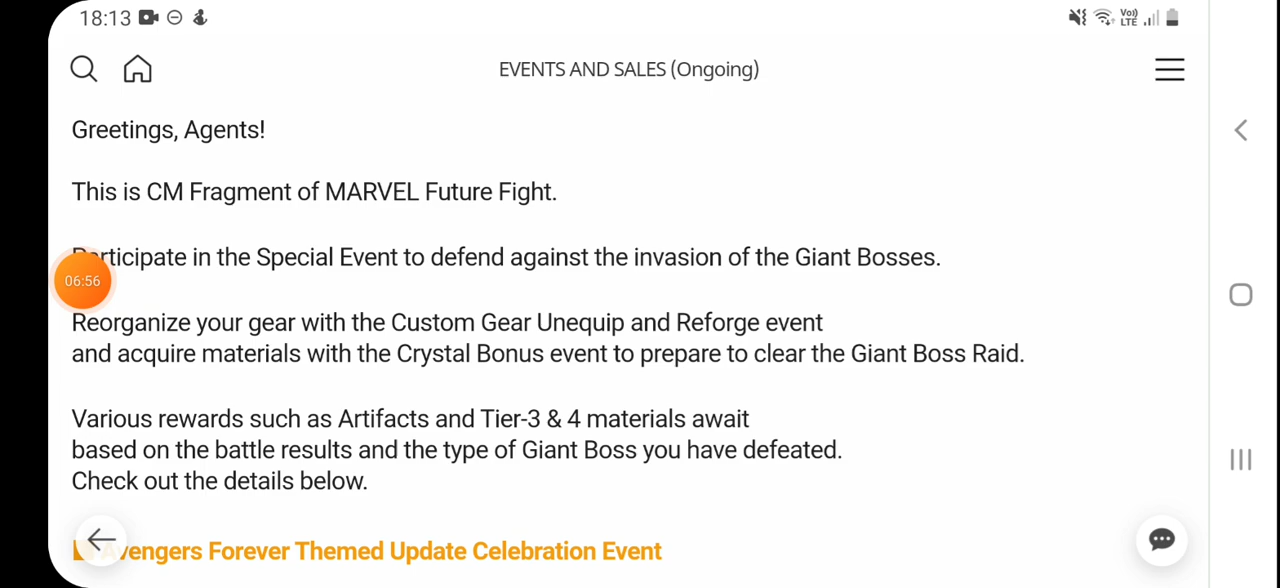 18:13
Vo)) LTE
EVENTS AND SALES (Ongoing)
Greetings, Agents!
This is CM Fragment of MARVEL Future Fight.
Participate in the Special Event to defend against the invasion of the Giant Bosses.
06:56
Reorganize your gear with the Custom Gear Unequip and Reforge event
and acquire materials with the Crystal Bonus event to prepare to clear the Giant Boss Raid.
Various rewards such as Artifacts and Tier-3 & 4 materials await
based on the battle results and the type of Giant Boss you have defeated.
Check out the details below.
Avengers Forever Themed Update Celebration Event